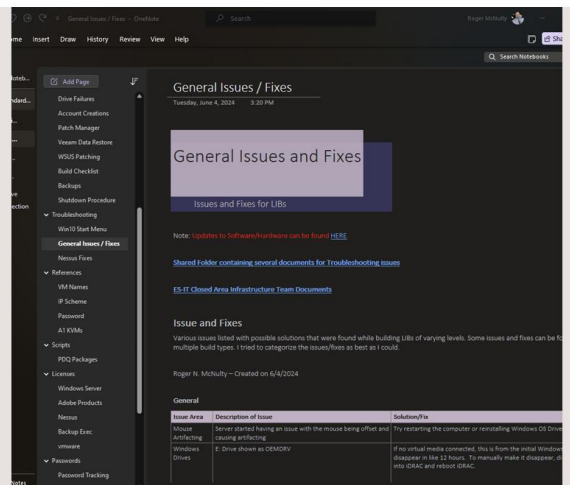 General Issues / Fixes - OneNote
Search
Roger McNulty
Insert Draw History Review View Help
Search Notebooks
Add Page
Drive Failures
Account Creations
Patch Manager
Veeam Data Restore
WSUS Patching
Build Checklist
Backups
Shutdown Procedure
Troubleshooting
Win10 Start Menu
General Issues / Fixes
Nessus Fixes
References
VM Names
IP Scheme
Password
A1 KVMs
Scripts
PDQ Packages
Licenses
Windows Server
Adobe Products
Nessus
Backup Exec
vmware
Passwords
Password Tracking
General Issues / Fixes
Tuesday, June 4, 2024 3:20 PM
General Issues and Fixes
Issues and Fixes for LIBs
Note: Updates to Software/Hardware can be found HERE
Shared Folder containing several documents for Troubleshooting issues
ES-IT Closed Area Infrastructure Team Documents
Issue and Fixes
Various issues listed with possible solutions that were found while building LIBs of varying levels. Some issues and fixes can be
multiple build types. I tried to categorize the issues/fixes as best as I could.
Roger N. McNulty – Created on 6/4/2024
General
Issue Area Description of Issue Solution/Fix
Mouse Artifacting Server started having an issue with the mouse being offset and causing artifacting Try restarting the computer or reinstalling Windows OS Drive
Windows Drives E: Drive shown as OEMDRV If no virtual media connected, this is from the initial Windows
disappear in like 12 hours. To manually make it disappear,
into iDRAC and reboot iDRAC.
Notes